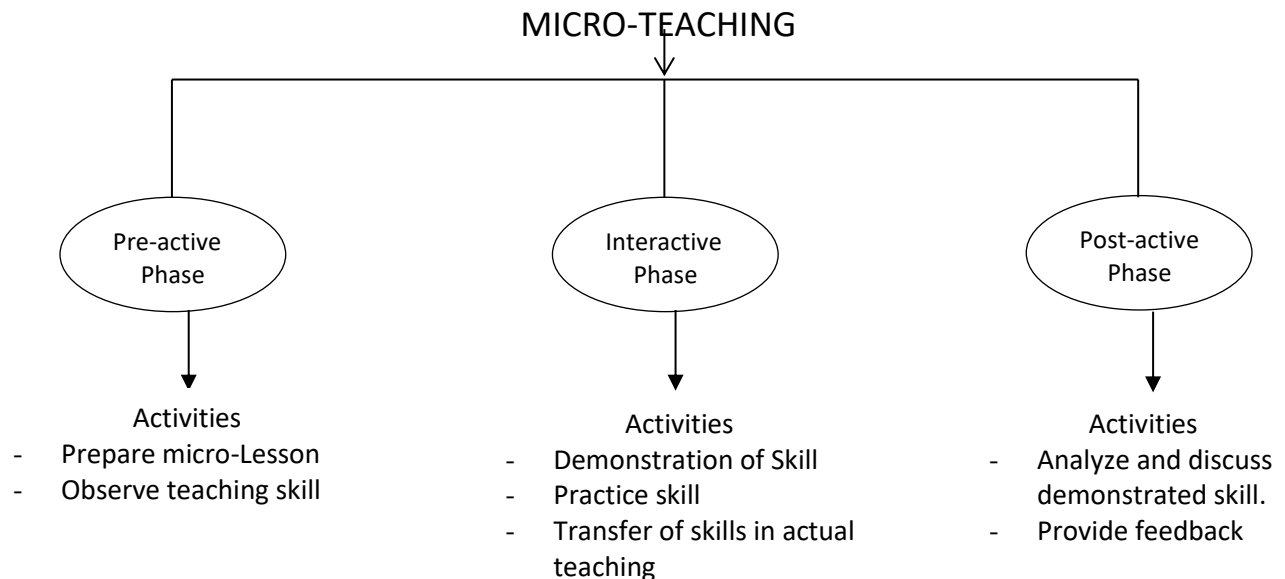 MICRO-TEACHING
Pre-active
Phase
Interactive
Phase
Post-active
Phase
Activities
- Prepare micro-Lesson
- Observe teaching skill
Activities
- Demonstration of Skill
- Practice skill
- Transfer of skills in actual
teaching
Activities
- Analyze and discuss
demonstrated skill.
- Provide feedback